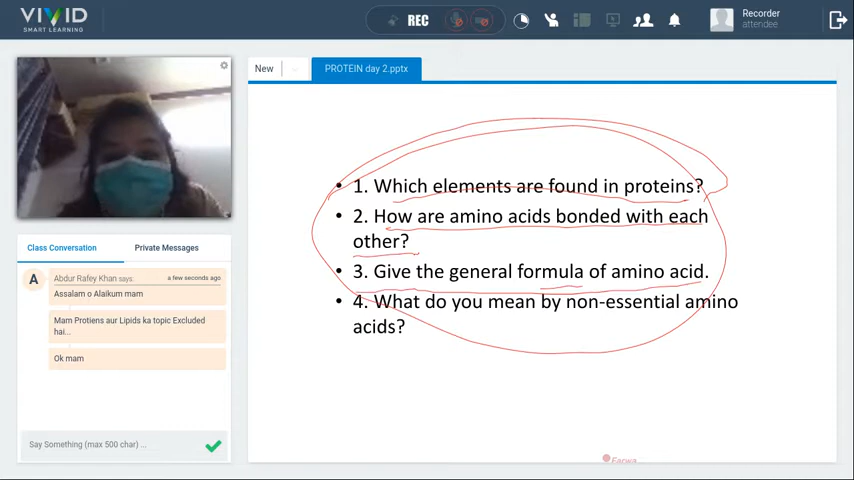 VIVID
SMART LEARNING
REC
Recorder
attendee
New
PROTEIN day 2.pptx
• 1. Which elements are found in proteins?
• 2. How are amino acids bonded with each
other?
• 3. Give the general formula of amino acid.
• 4. What do you mean by non-essential amino
acids?
Class Conversation
Private Messages
A
Abdur Rafey Khan says:
a few seconds ago
Assalam o Alaikum mam
Mam Protiens aur Lipids ka topic Excluded
hai...
Ok mam
Say Something (max 500 char) ...
Farwa